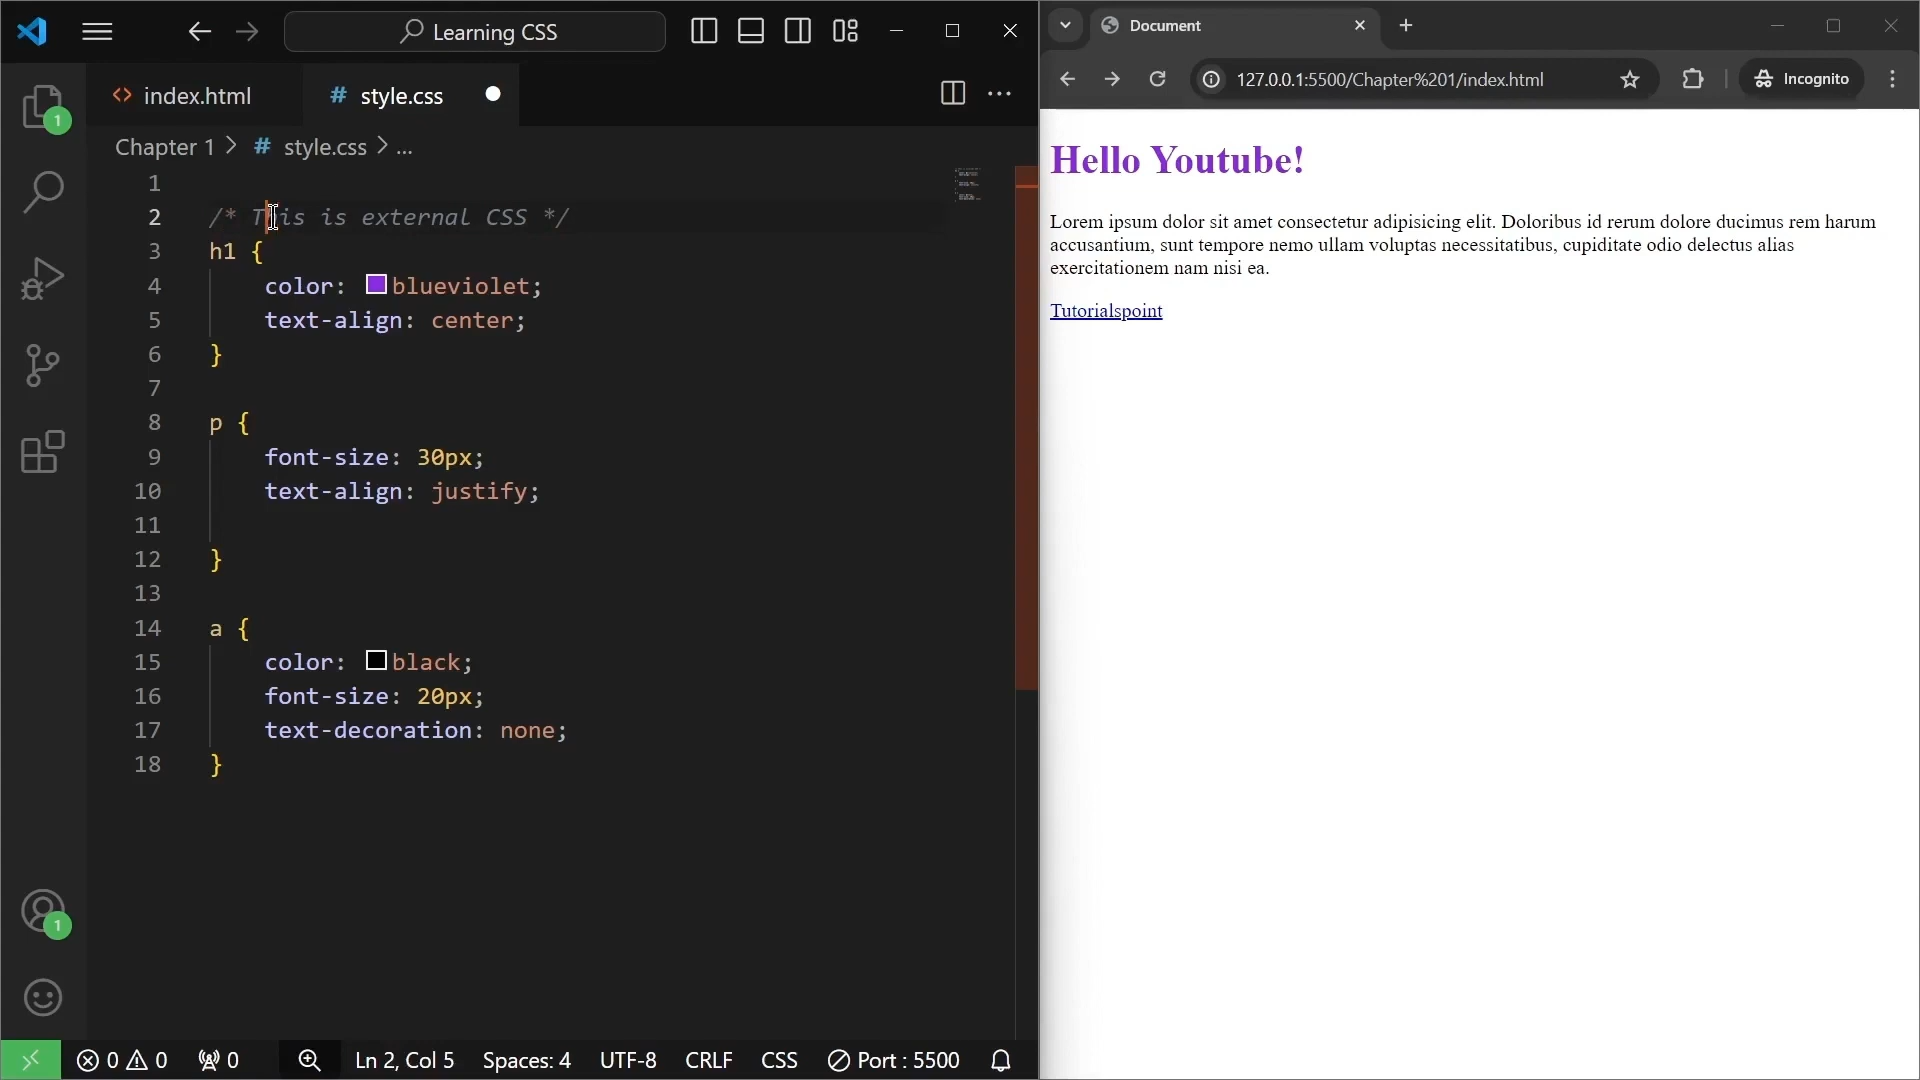 Learning CSS
index.html
# style.css
Chapter 1 > # style.css > ...
1
2 /* This is external CSS */
3 h1 {
4 color: blueviolet;
5 text-align: center;
6 }
7
8 p {
9 font-size: 30px;
10 text-align: justify;
11
12 }
13
14 a {
15 color: black;
16 font-size: 20px;
17 text-decoration: none;
18 }
1
1
0 0 0 Ln 2, Col 5 Spaces: 4 UTF-8 CRLF CSS Port : 5500
Document
127.0.0.1:5500/Chapter%201/index.html
Incognito
Hello Youtube!
Lorem ipsum dolor sit amet consectetur adipisicing elit. Doloribus id rerum dolore ducimus rem harum
accusantium, sunt tempore nemo ullam voluptas necessitatibus, cupiditate odio delectus alias
exercitationem nam nisi ea.
Tutorialspoint